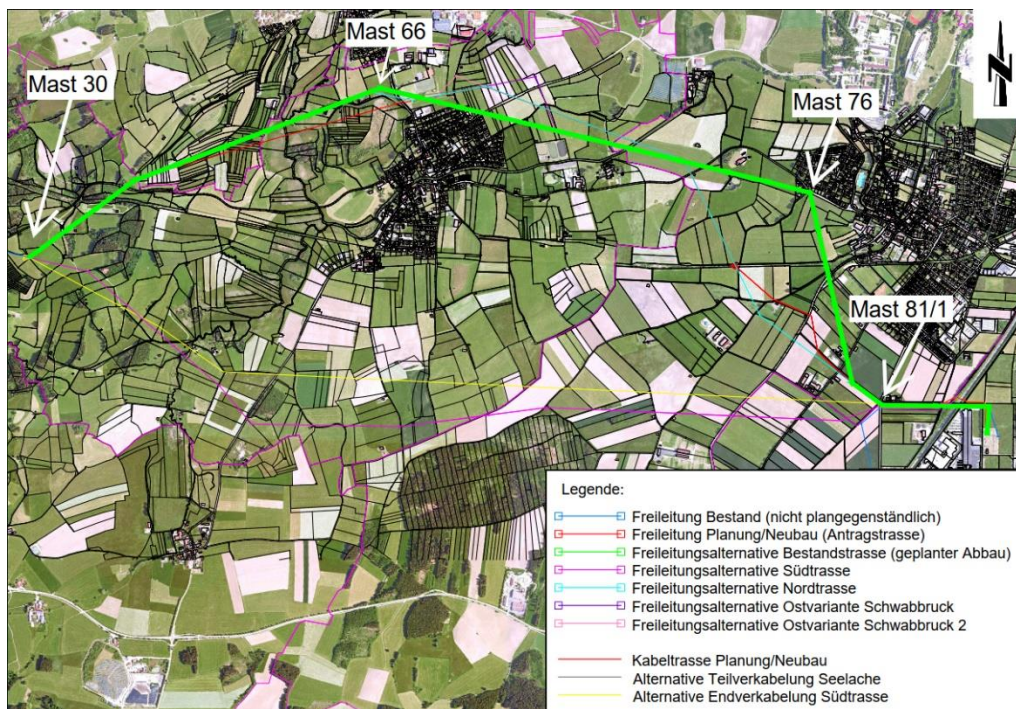 Mast 66
Mast 30
Mast 76
Mast 81/1
N
Legende:
Freileitung Bestand (nicht plangegenständlich)
Freileitung Planung/Neubau (Antragstrasse)
Freileitungsalternative Bestandstrasse (geplanter Abbau)
Freileitungsalternative Südtrasse
Freileitungsalternative Nordtrasse
Freileitungsalternative Ostvariante Schwabbruck
Freileitungsalternative Ostvariante Schwabbruck 2
Kabeltrasse Planung/Neubau
Alternative Teilverkabelung Seelache
Alternative Endverkabelung Südtrasse